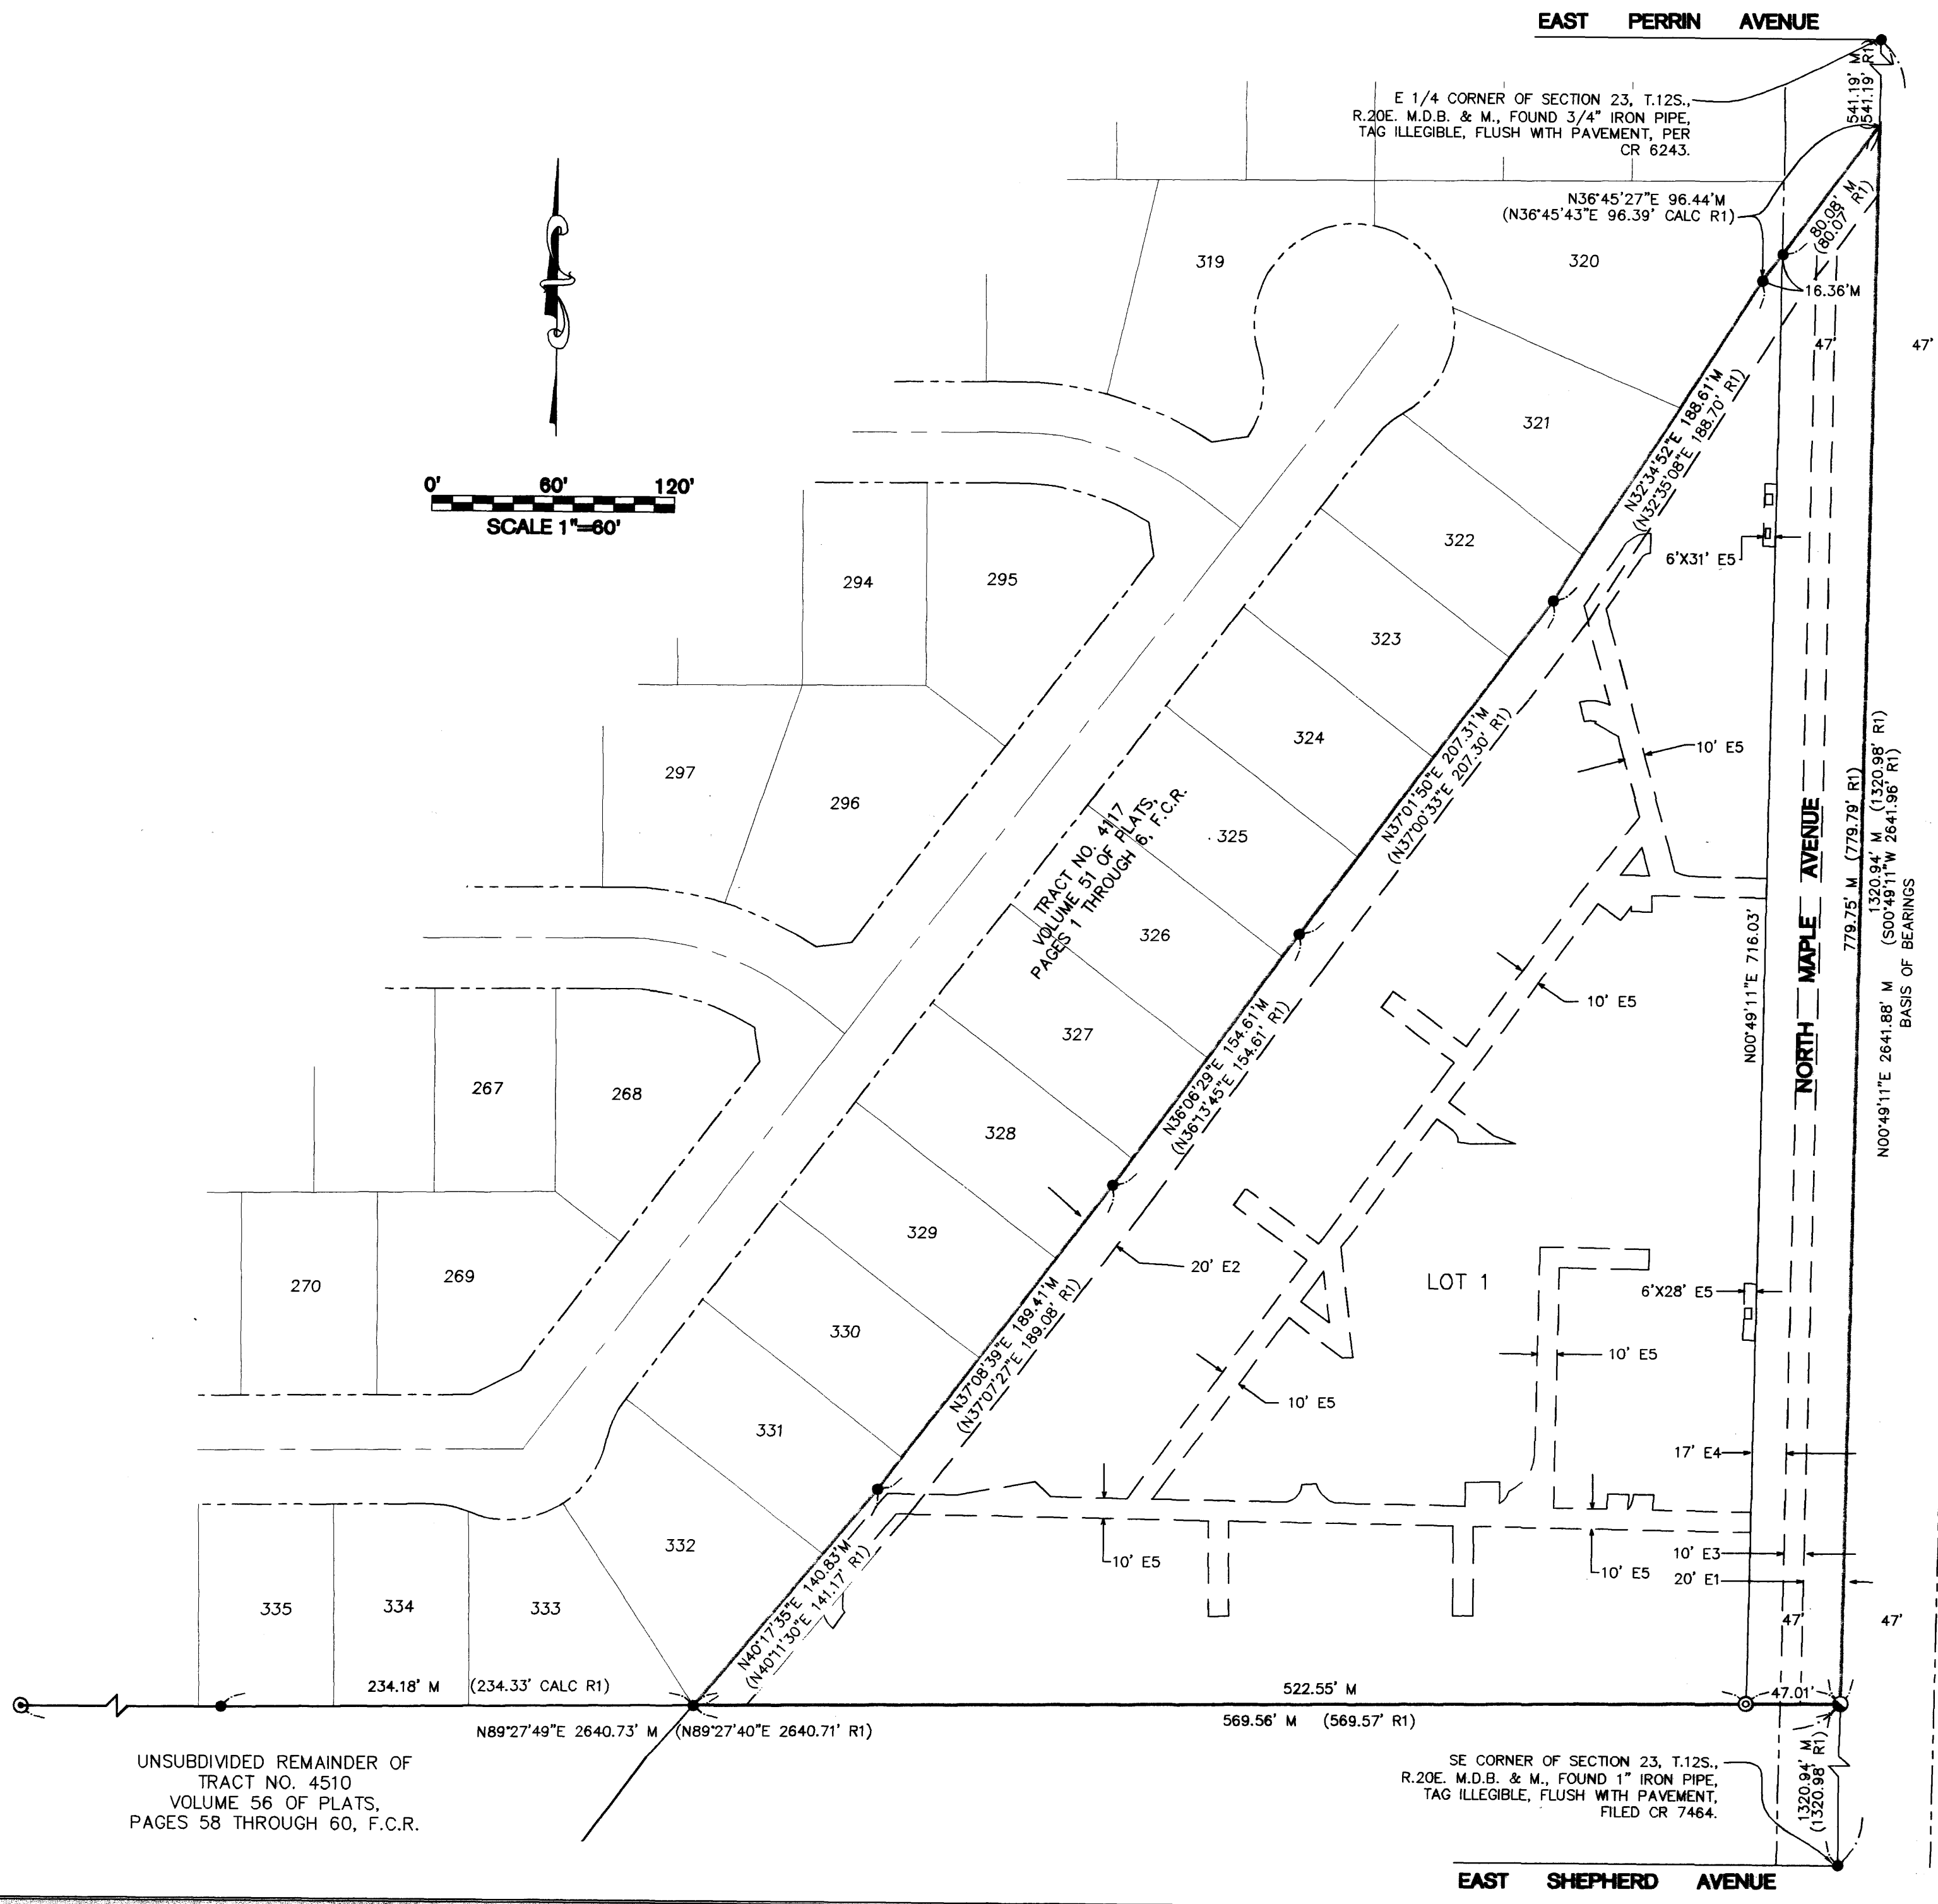 EAST PERRIN AVENUE
E 1/4 CORNER OF SECTION 23, T.12S.,
R.20E. M.D.B. & M., FOUND 3/4" IRON PIPE,
TAG ILLEGIBLE, FLUSH WITH PAVEMENT, PER
CR 6243.
541.19' M
(541.19' R1)
N36°45'27"E 96.44'M
(N36°45'43"E 96.39' CALC R1)
80.08' M
(80.07' R1)
16.36'M
47'
47'
319
320
321
322
323
324
325
326
327
328
329
330
331
332
333
334
335
294
295
297
296
267
268
270
269
0' 60' 120'
SCALE 1"=60'
N32°34'52"E 188.61'M
(N32°35'08"E 188.70' R1)
6'X31' E5
10' E5
N37°01'50"E 207.31'M
(N37°00'33"E 207.30' R1)
TRACT NO. 4117
VOLUME 51 OF PLATS,
PAGES 1 THROUGH 6, F.C.R.
N36°06'29"E 154.61'M
(N36°13'45"E 154.61' R1)
10' E5
N00°49'11"E 716.03'
NORTH MAPLE AVENUE
779.75' M (779.79' R1)
1320.94' M (1320.98' R1)
N00°49'11"E 2641.88' M (S00°49'11"W 2641.96' R1)
BASIS OF BEARINGS
20' E2
LOT 1
6'X28' E5
N37°08'39"E 189.41'M
(N37°07'27"E 189.08' R1)
10' E5
10' E5
17' E4
10' E5
10' E5
10' E3
20' E1
47'
47'
N40°17'35"E 140.83'M
(N40°11'30"E 141.17' R1)
234.18' M (234.33' CALC R1)
522.55' M
47.01'
N89°27'49"E 2640.73' M (N89°27'40"E 2640.71' R1)
569.56' M (569.57' R1)
UNSUBDIVIDED REMAINDER OF
TRACT NO. 4510
VOLUME 56 OF PLATS,
PAGES 58 THROUGH 60, F.C.R.
SE CORNER OF SECTION 23, T.12S.,
R.20E. M.D.B. & M., FOUND 1" IRON PIPE,
TAG ILLEGIBLE, FLUSH WITH PAVEMENT,
FILED CR 7464.
1320.94' M
(1320.98' R1)
EAST SHEPHERD AVENUE